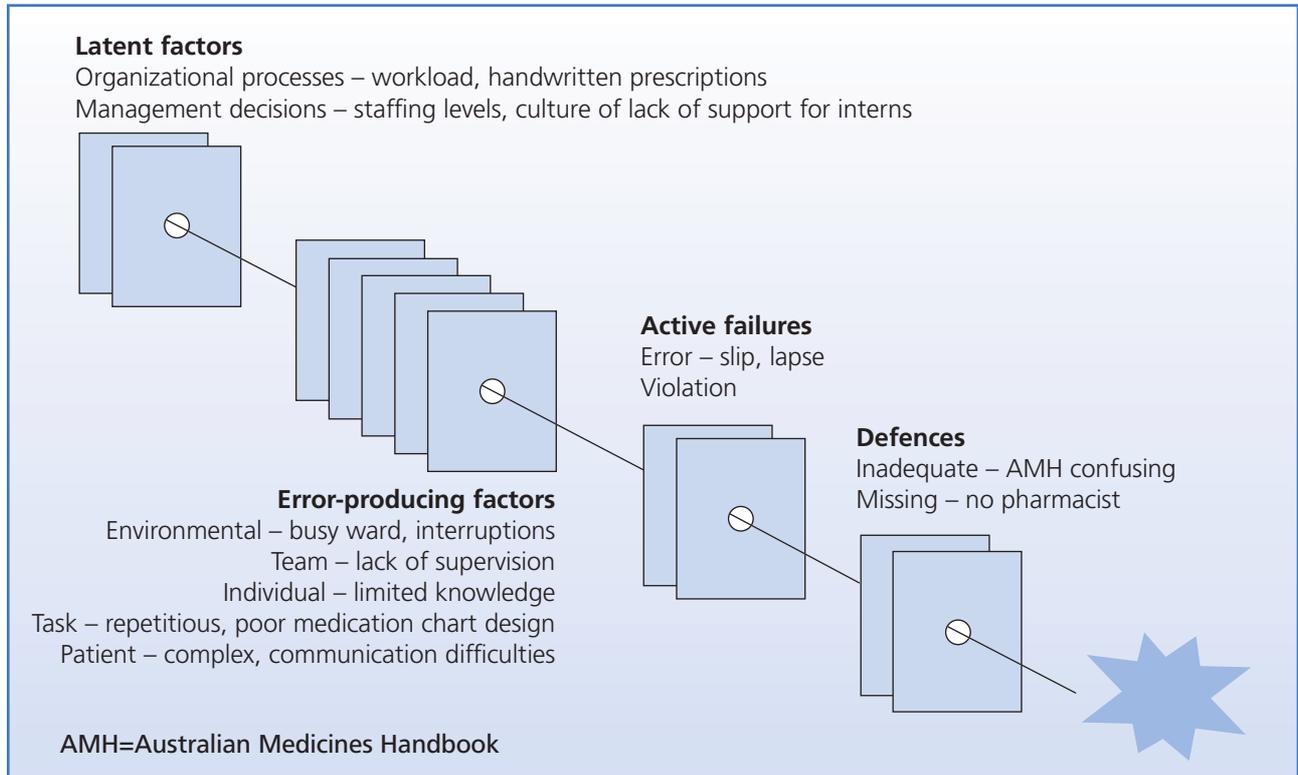 Latent factors
Organizational processes – workload, handwritten prescriptions
Management decisions – staffing levels, culture of lack of support for interns
Active failures
Error – slip, lapse
Violation
Defences
Inadequate – AMH confusing
Missing – no pharmacist
Error-producing factors
Environmental – busy ward, interruptions
Team – lack of supervision
Individual – limited knowledge
Task – repetitious, poor medication chart design
Patient – complex, communication difficulties
AMH=Australian Medicines Handbook